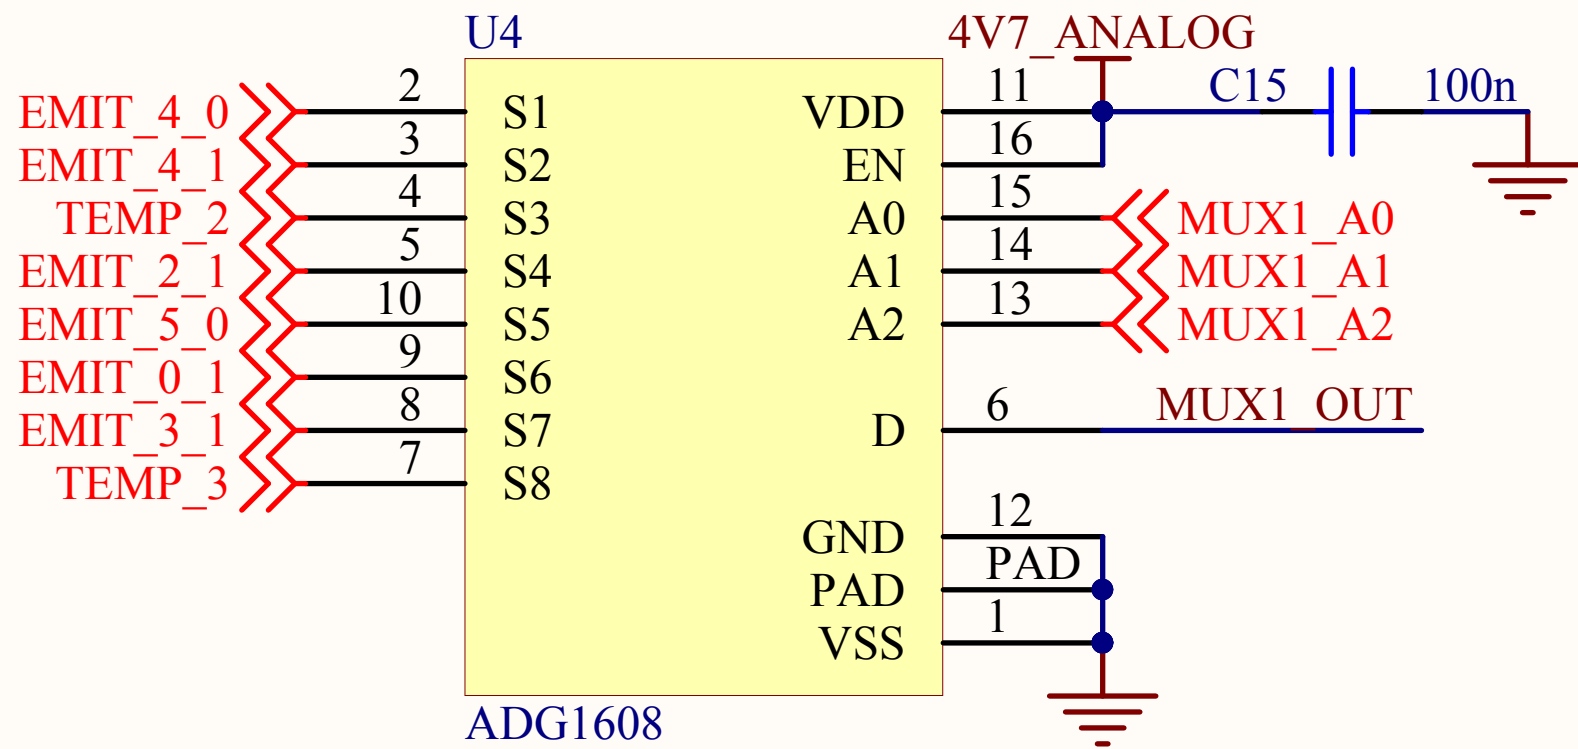 U4
4V7_ANALOG
EMIT_4_0 2 S1 VDD 11 C15 100n
EMIT_4_1 3 S2 EN 16
TEMP_2 4 S3 A0 15 MUX1_A0
EMIT_2_1 5 S4 A1 14 MUX1_A1
EMIT_5_0 10 S5 A2 13 MUX1_A2
EMIT_0_1 9 S6
EMIT_3_1 8 S7 D 6 MUX1_OUT
TEMP_3 7 S8
GND 12
PAD PAD
VSS 1
ADG1608